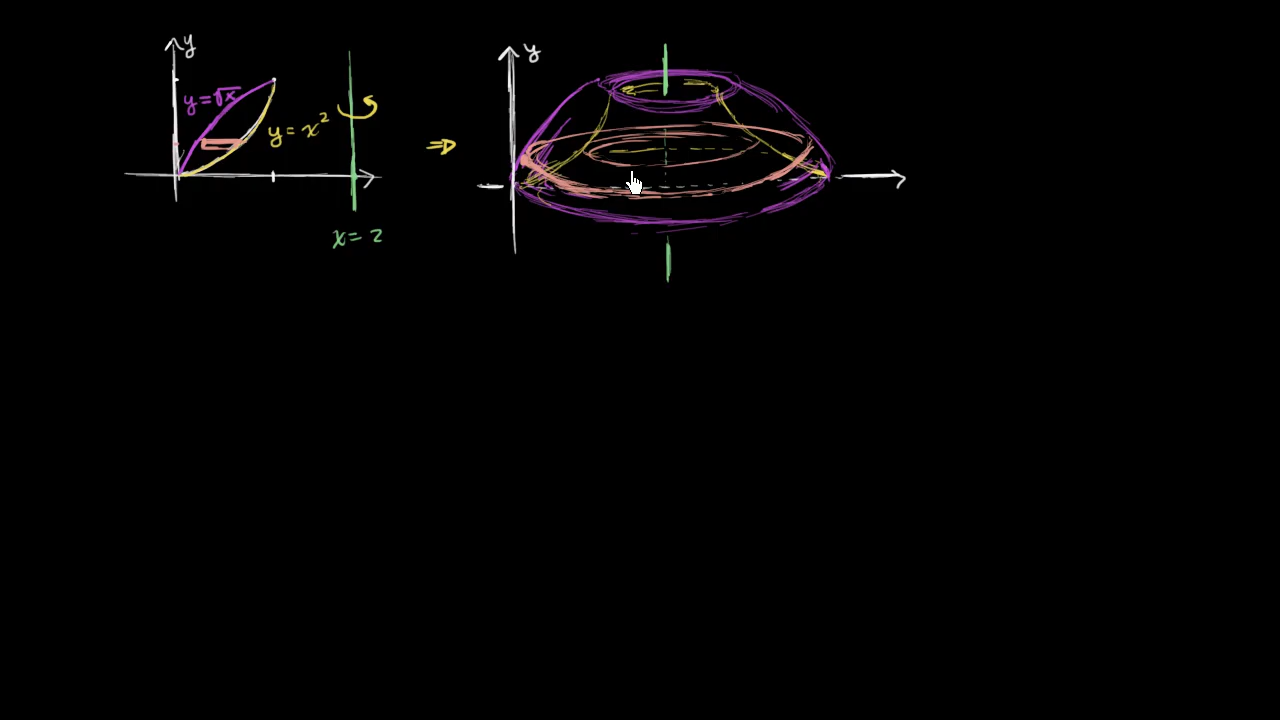 y
y = √x
y = x²
x = 2
⇒
y